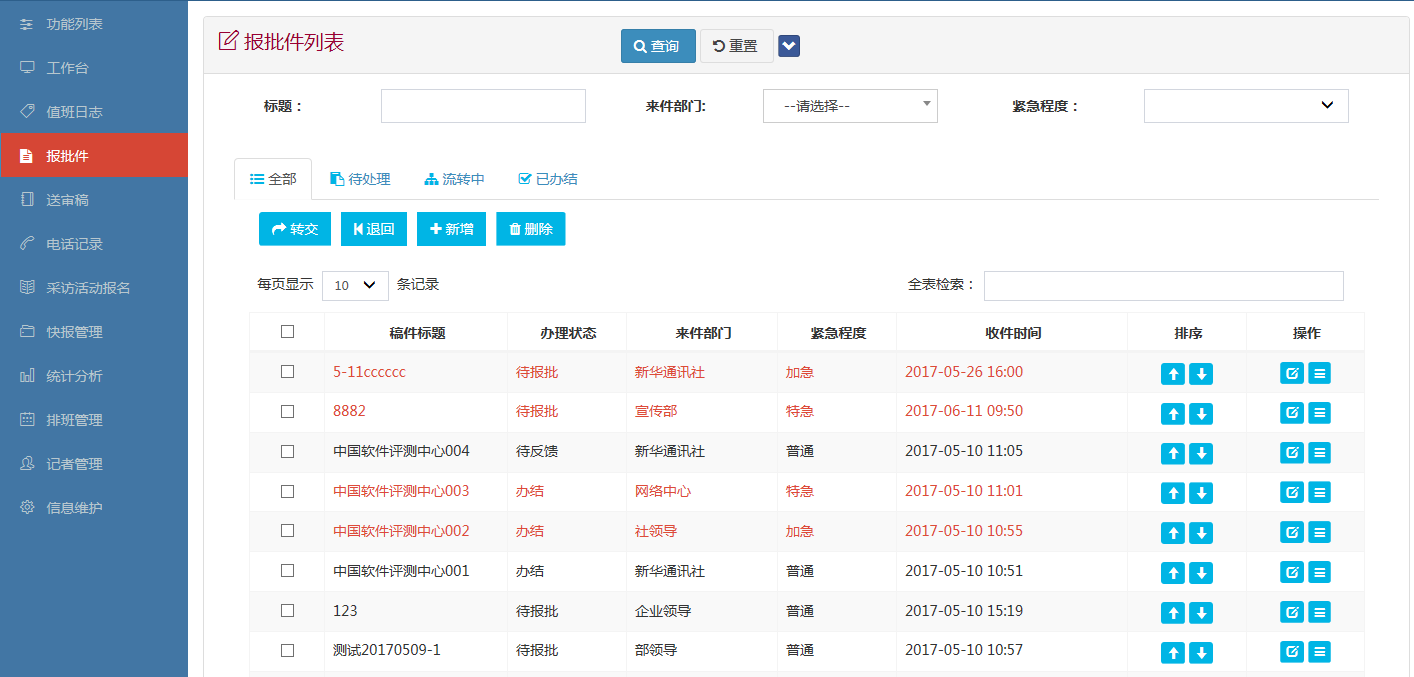 功能列表
工作台
值班日志
报批件
送审稿
电话记录
采访活动报名
快报管理
统计分析
排班管理
记者管理
信息维护
报批件列表
查询 重置
标题： 来件部门: --请选择-- 紧急程度：
全部 待处理 流转中 已办结
转交 退回 新增 删除
每页显示 10 条记录 全表检索：
稿件标题 办理状态 来件部门 紧急程度 收件时间 排序 操作
5-11cccccc 待报批 新华通讯社 加急 2017-05-26 16:00
8882 待报批 宣传部 特急 2017-06-11 09:50
中国软件评测中心004 待反馈 新华通讯社 普通 2017-05-10 11:05
中国软件评测中心003 办结 网络中心 特急 2017-05-10 11:01
中国软件评测中心002 办结 社领导 加急 2017-05-10 10:55
中国软件评测中心001 办结 新华通讯社 普通 2017-05-10 10:51
123 待报批 企业领导 普通 2017-05-10 15:19
测试20170509-1 待报批 部领导 普通 2017-05-10 10:57